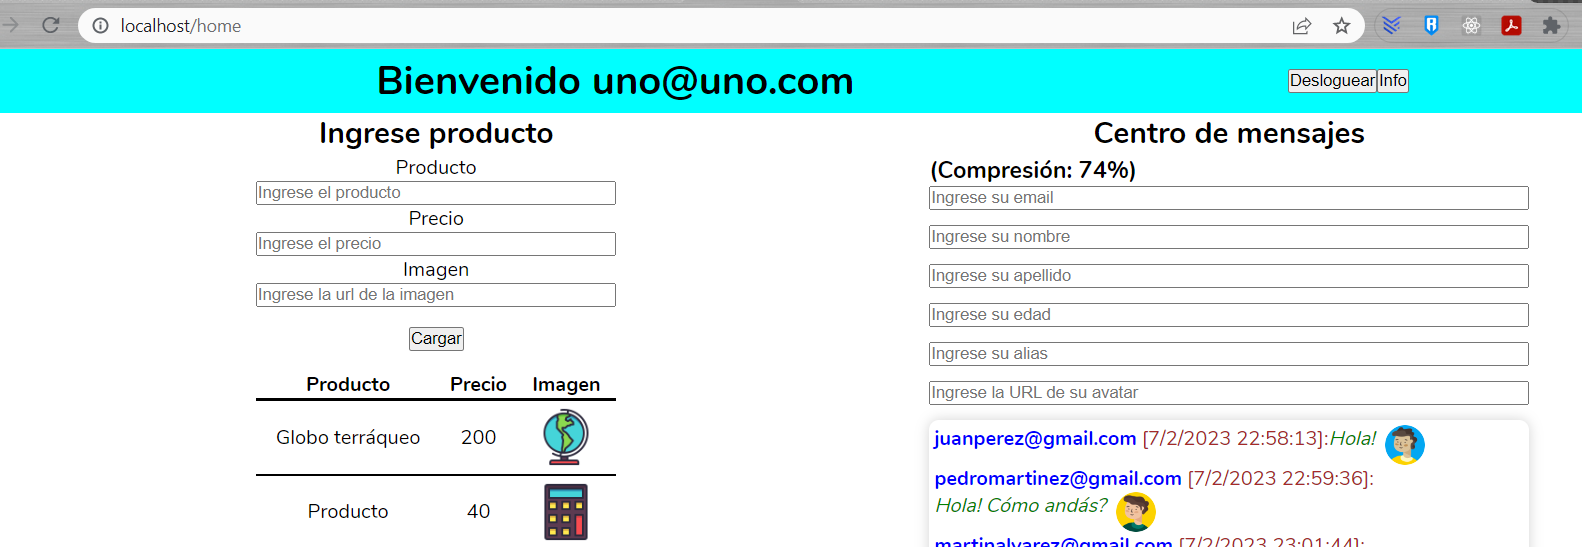 localhost/home
Bienvenido uno@uno.com
Desloguear Info
Ingrese producto
Producto
Ingrese el producto
Precio
Ingrese el precio
Imagen
Ingrese la url de la imagen
Cargar
Producto Precio Imagen
Globo terráqueo 200
Producto 40
Centro de mensajes
(Compresión: 74%)
Ingrese su email
Ingrese su nombre
Ingrese su apellido
Ingrese su edad
Ingrese su alias
Ingrese la URL de su avatar
juanperez@gmail.com [7/2/2023 22:58:13]:Hola!
pedromartinez@gmail.com [7/2/2023 22:59:36]:
Hola! Cómo andás?
martinalvarez@gmail.com [7/2/2023 23:01:44]: